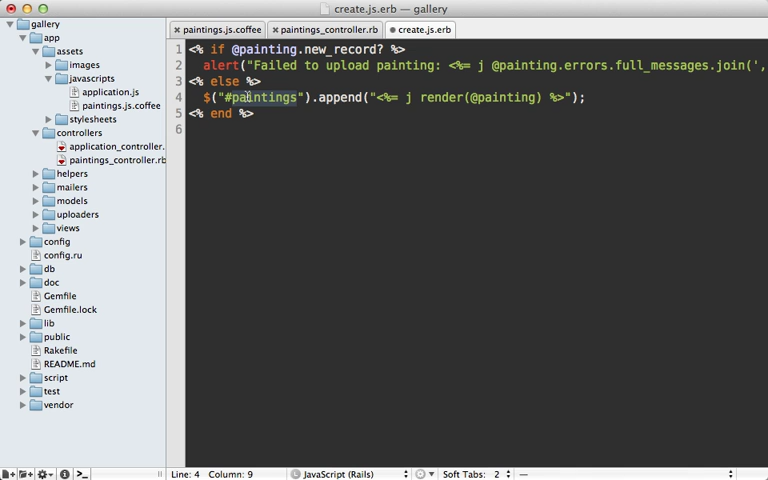 create.js.erb — gallery
gallery
app
assets
images
javascripts
application.js
paintings.js.coffee
stylesheets
controllers
application_controller.
paintings_controller.rb
helpers
mailers
models
uploaders
views
config
config.ru
db
doc
Gemfile
Gemfile.lock
lib
public
Rakefile
README.md
script
test
vendor
paintings.js.coffee
paintings_controller.rb
create.js.erb
1 <% if @painting.new_record? %>
2 alert("Failed to upload painting: <%= j @painting.errors.full_messages.join(',
3 <% else %>
4 $("#paintings").append("<%= j render(@painting) %>");
5 <% end %>
6
Line: 4 Column: 9 JavaScript (Rails) Soft Tabs: 2 —